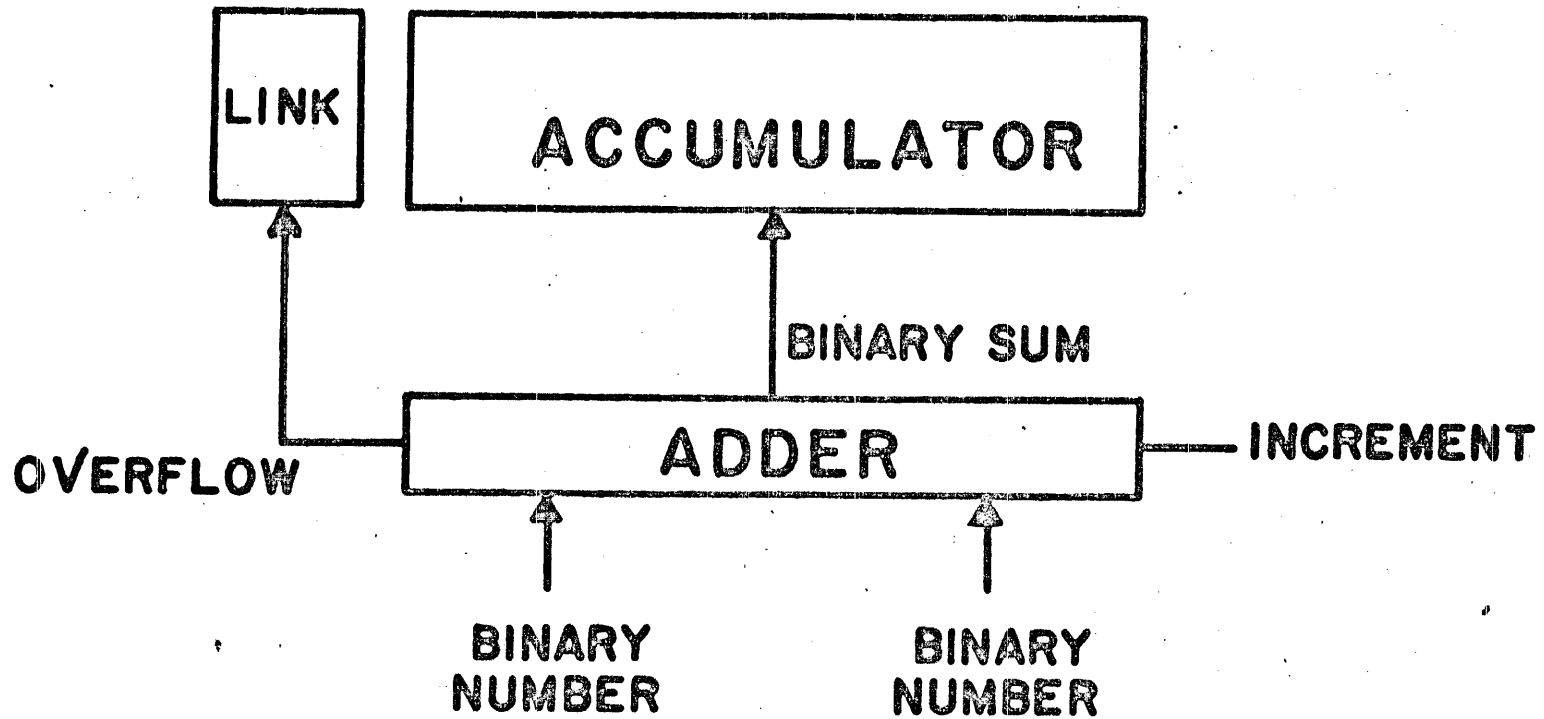 LINK
ACCUMULATOR
BINARY SUM
ADDER
INCREMENT
OVERFLOW
BINARY
NUMBER
BINARY
NUMBER